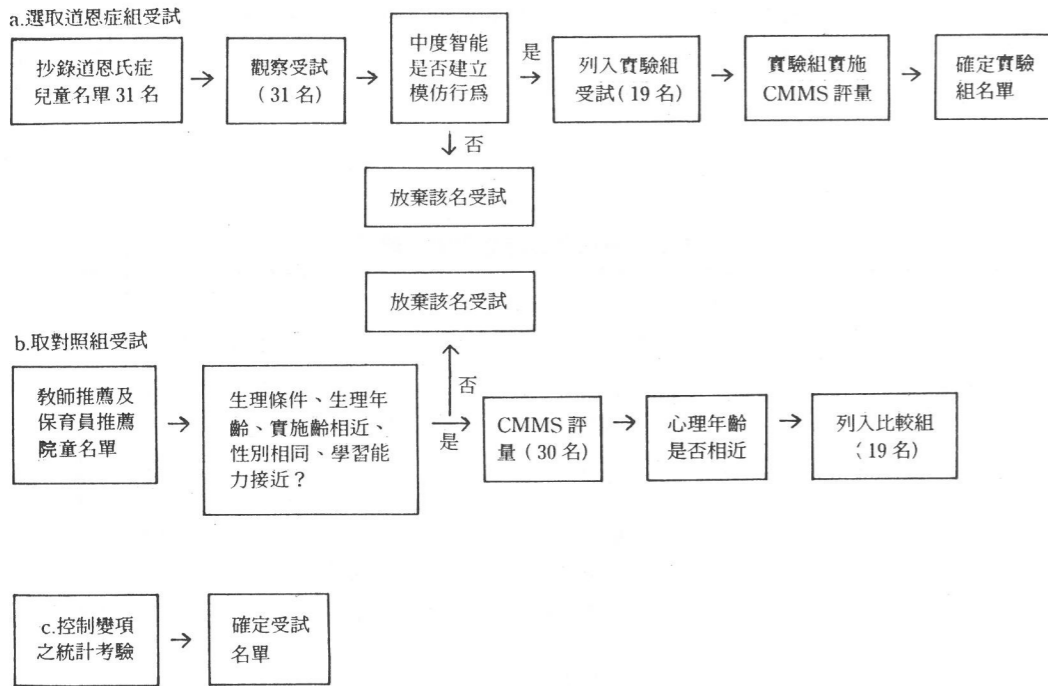 a.選取道恩症組受試
抄錄道恩氏症
兒童名單 31 名
觀察受試
(31 名)
中度智能
是否建立
模仿行爲
是
列入實驗組
受試(19 名)
實驗組實施
CMMS 評量
確定實驗
組名單
否
放棄該名受試
放棄該名受試
b.取對照組受試
否
教師推薦及
保育員推薦
院童名單
生理條件、生理年
齡、實施齡相近、
性別相同、學習能
力接近？
是
CMMS 評
量(30 名)
心理年齡
是否相近
列入比較組
(19 名)
c.控制變項
之統計考驗
確定受試
名單